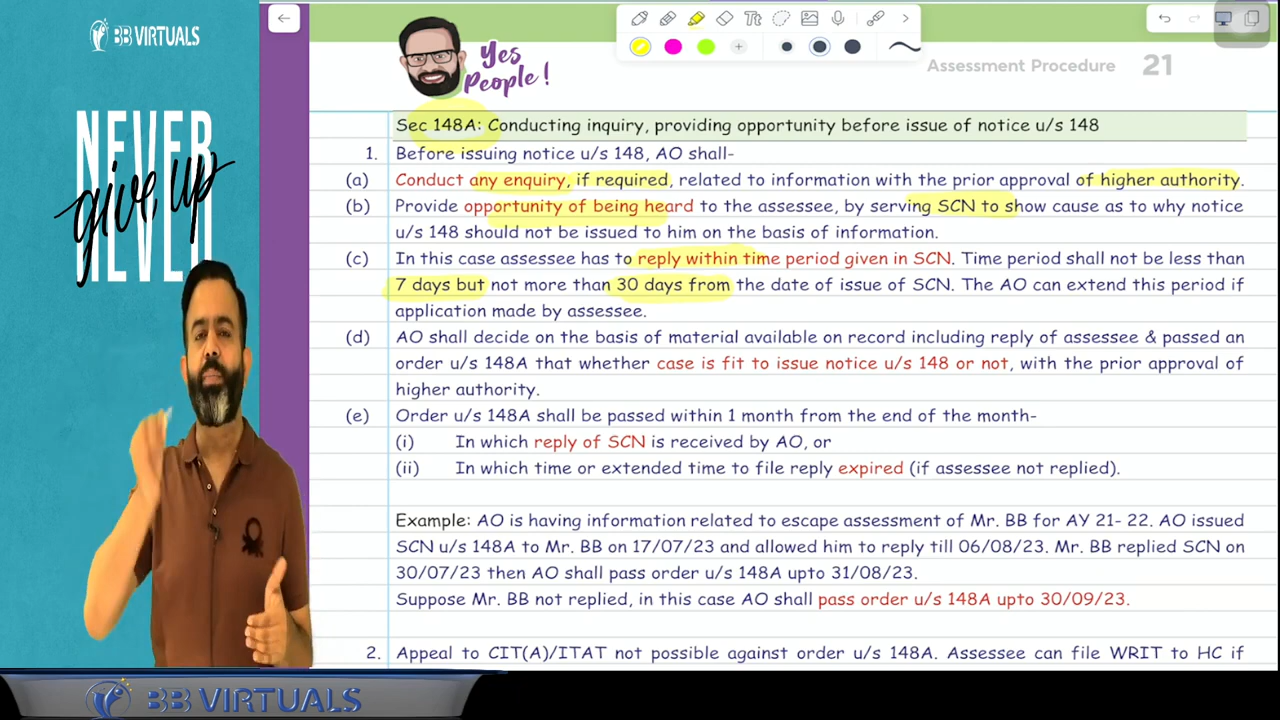 BB VIRTUALS
NEVER
give up
NEVER
Yes
People!
Tt
Assessment Procedure 21
Sec 148A: Conducting inquiry, providing opportunity before issue of notice u/s 148
1. Before issuing notice u/s 148, AO shall-
(a) Conduct any enquiry, if required, related to information with the prior approval of higher authority.
(b) Provide opportunity of being heard to the assessee, by serving SCN to show cause as to why notice
u/s 148 should not be issued to him on the basis of information.
(c) In this case assessee has to reply within time period given in SCN. Time period shall not be less than
7 days but not more than 30 days from the date of issue of SCN. The AO can extend this period if
application made by assessee.
(d) AO shall decide on the basis of material available on record including reply of assessee & passed an
order u/s 148A that whether case is fit to issue notice u/s 148 or not, with the prior approval of
higher authority.
(e) Order u/s 148A shall be passed within 1 month from the end of the month-
(i) In which reply of SCN is received by AO, or
(ii) In which time or extended time to file reply expired (if assessee not replied).
Example: AO is having information related to escape assessment of Mr. BB for AY 21- 22. AO issued
SCN u/s 148A to Mr. BB on 17/07/23 and allowed him to reply till 06/08/23. Mr. BB replied SCN on
30/07/23 then AO shall pass order u/s 148A upto 31/08/23.
Suppose Mr. BB not replied, in this case AO shall pass order u/s 148A upto 30/09/23.
2. Appeal to CIT(A)/ITAT not possible against order u/s 148A. Assessee can file WRIT to HC if
BB VIRTUALS